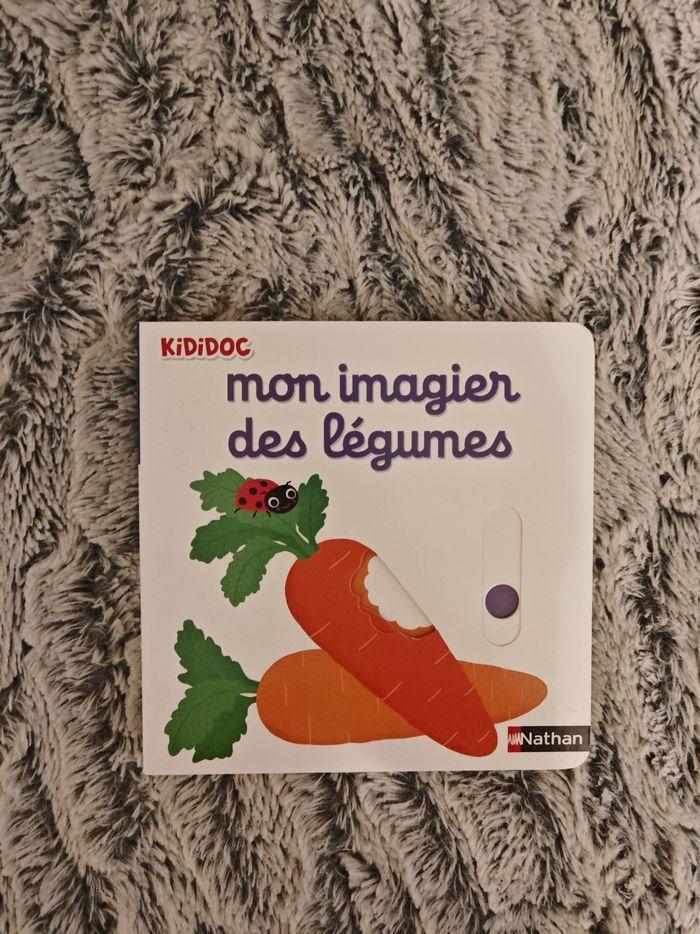 KiDiDOC
mon imagier
des légumes
Nathan